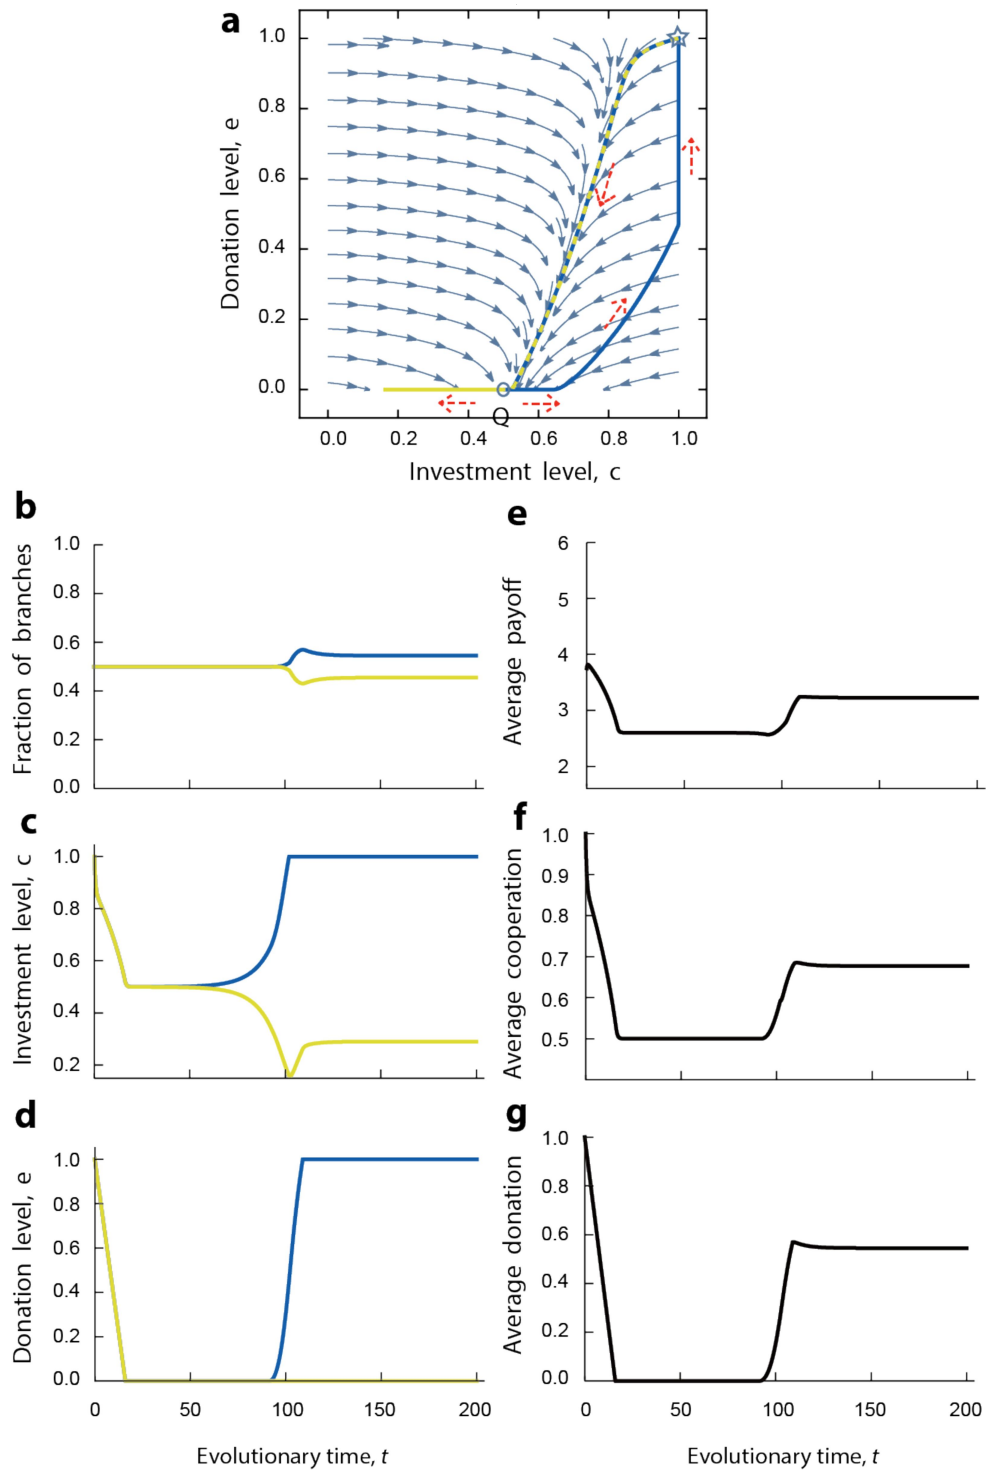 a
Donation level, e
1.0
0.8
0.6
0.4
0.2
0.0
Q
0.0 0.2 0.4 0.6 0.8 1.0
Investment level, c
b
Fraction of branches
1.0
0.8
0.6
0.4
0.2
0.0
e
Average payoff
6
5
4
3
2
c
Investment level, c
1.0
0.8
0.6
0.4
0.2
f
Average cooperation
1.0
0.9
0.8
0.7
0.6
0.5
d
Donation level, e
1.0
0.8
0.6
0.4
0.2
0.0
0 50 100 150 200
Evolutionary time, t
g
Average donation
1.0
0.8
0.6
0.4
0.2
0.0
0 50 100 150 200
Evolutionary time, t